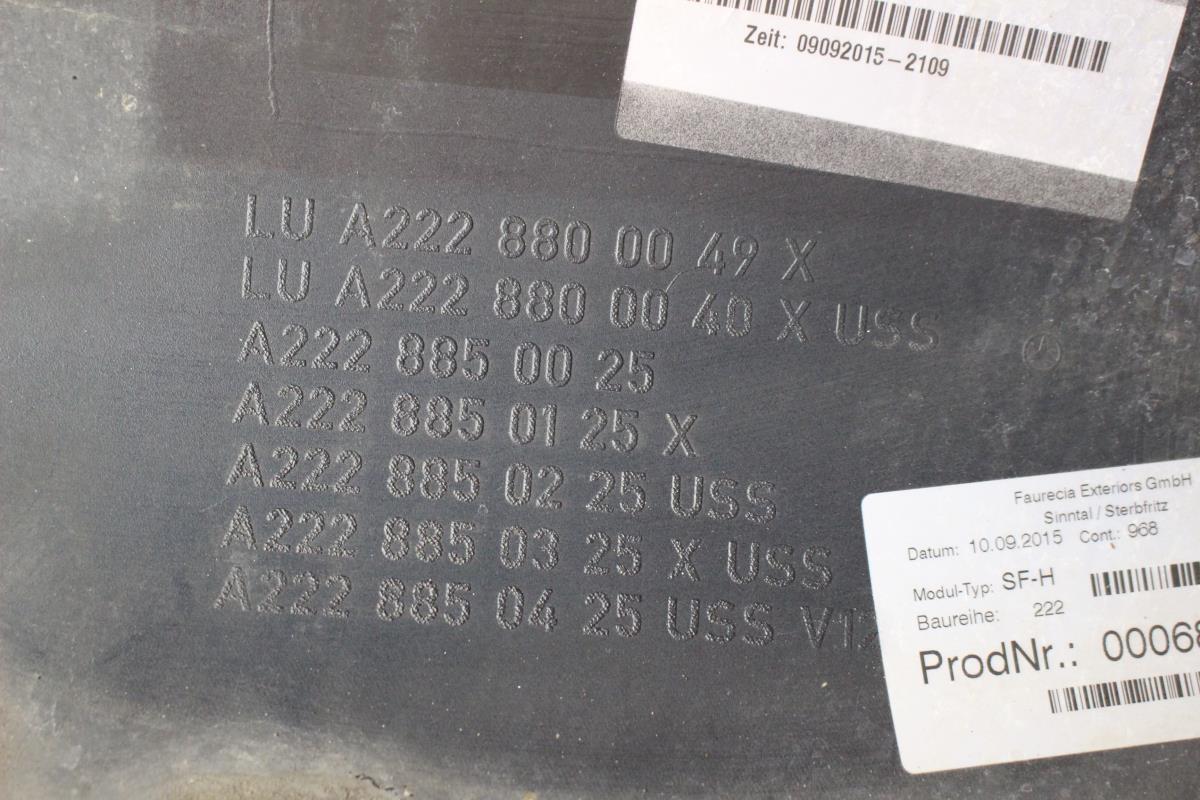 Zeit: 09092015-2109
LU A222 880 00 49 X
LU A222 880 00 40 X USS
A222 885 00 25
A222 885 01 25 X
A222 885 02 25 USS
A222 885 03 25 X USS
A222 885 04 25 USS V12
Faurecia Exteriors GmbH
Sinntal / Sterbfritz
Datum: 10.09.2015 Cont.: 968
Modul-Typ: SF-H
Baureihe: 222
ProdNr.: 00068